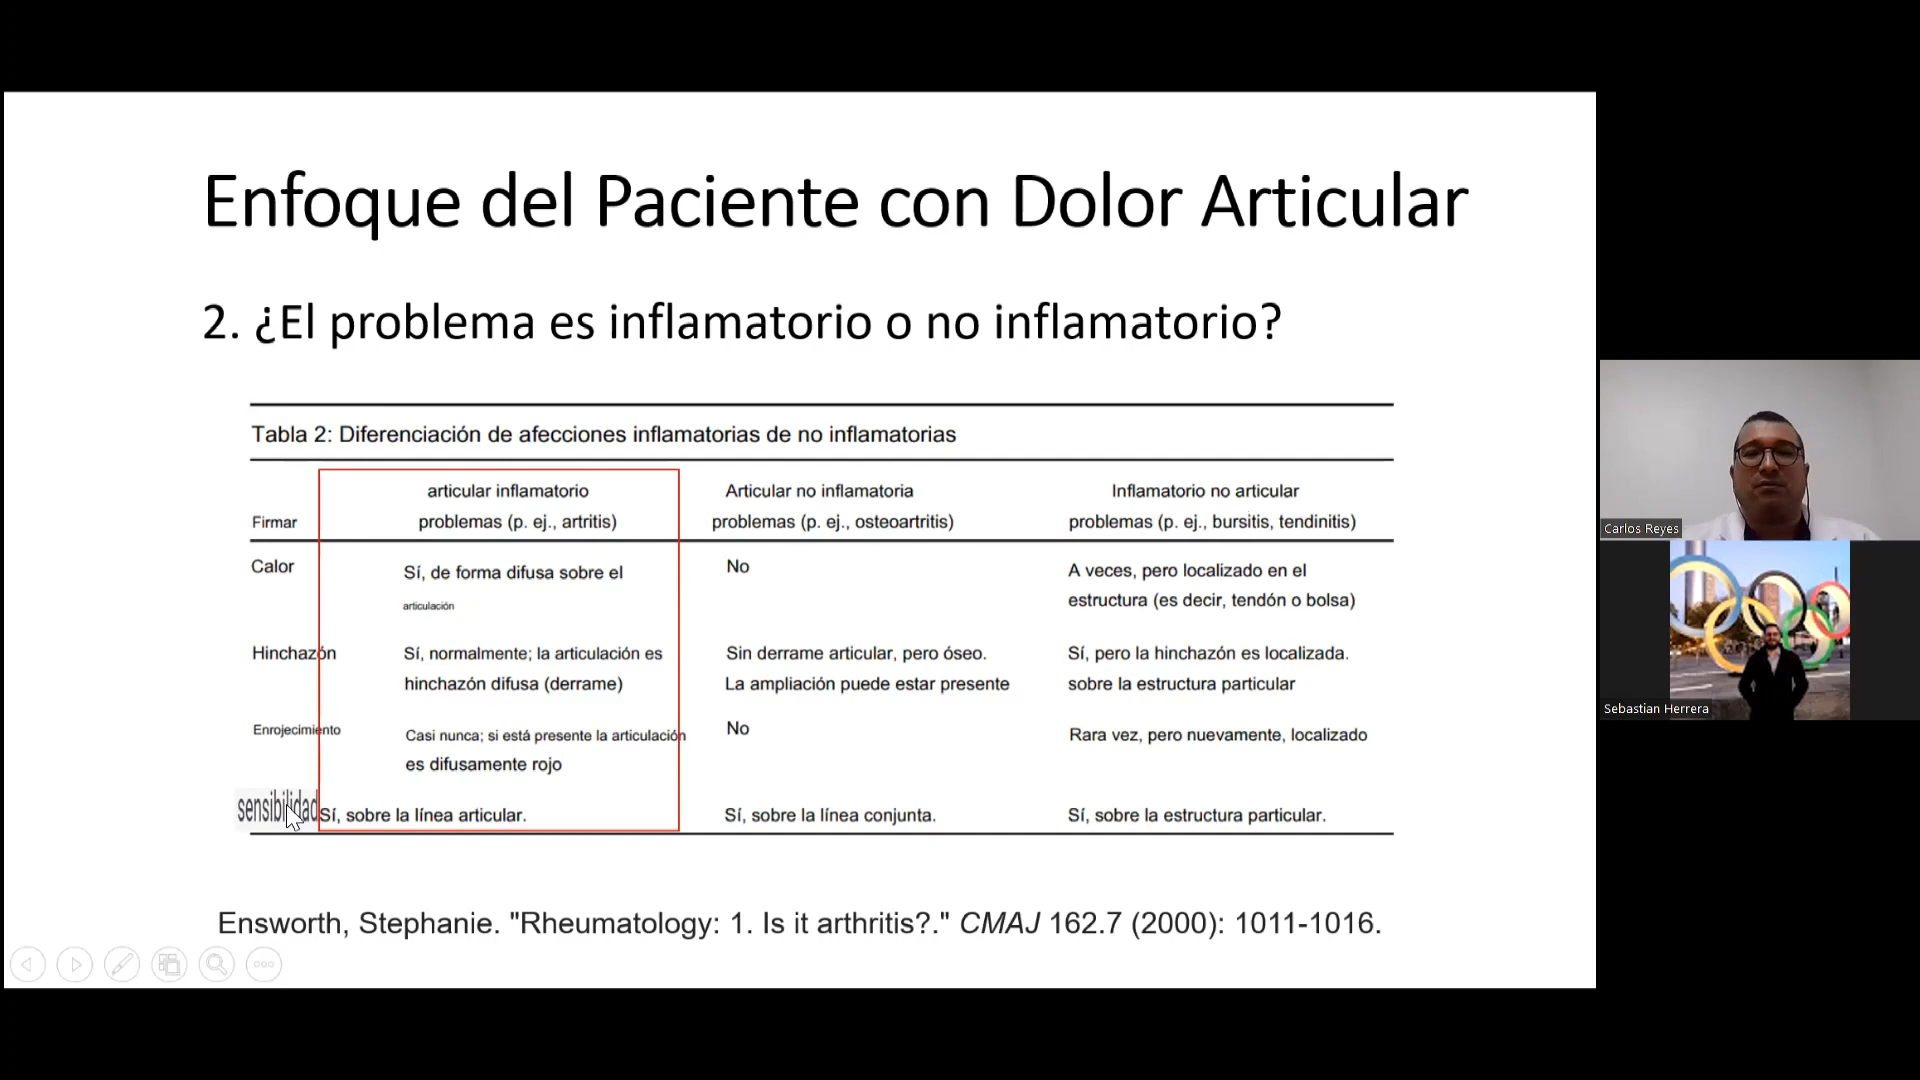 Enfoque del Paciente con Dolor Articular
2. ¿El problema es inflamatorio o no inflamatorio?
Tabla 2: Diferenciación de afecciones inflamatorias de no inflamatorias
articular inflamatorio Articular no inflamatoria Inflamatorio no articular
Firmar problemas (p. ej., artritis) problemas (p. ej., osteoartritis) problemas (p. ej., bursitis, tendinitis)
Calor Sí, de forma difusa sobre el No A veces, pero localizado en el
articulación estructura (es decir, tendón o bolsa)
Hinchazón Sí, normalmente; la articulación es Sin derrame articular, pero óseo. Sí, pero la hinchazón es localizada.
hinchazón difusa (derrame) La ampliación puede estar presente sobre la estructura particular
Enrojecimiento Casi nunca; si está presente la articulación No Rara vez, pero nuevamente, localizado
es difusamente rojo
sensibilidad Sí, sobre la línea articular. Sí, sobre la línea conjunta. Sí, sobre la estructura particular.
Ensworth, Stephanie. "Rheumatology: 1. Is it arthritis?." CMAJ 162.7 (2000): 1011-1016.
Carlos Reyes
Sebastian Herrera